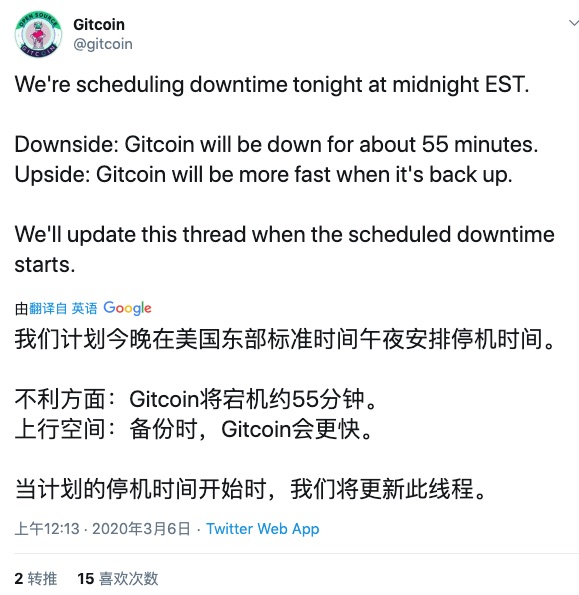 Gitcoin
@gitcoin
We're scheduling downtime tonight at midnight EST.
Downside: Gitcoin will be down for about 55 minutes.
Upside: Gitcoin will be more fast when it's back up.
We'll update this thread when the scheduled downtime
starts.
由翻译自 英语 Google
我们计划今晚在美国东部标准时间午夜安排停机时间。
不利方面：Gitcoin将宕机约55分钟。
上行空间：备份时，Gitcoin会更快。
当计划的停机时间开始时，我们将更新此线程。
上午12:13 · 2020年3月6日 · Twitter Web App
2 转推 15 喜欢次数